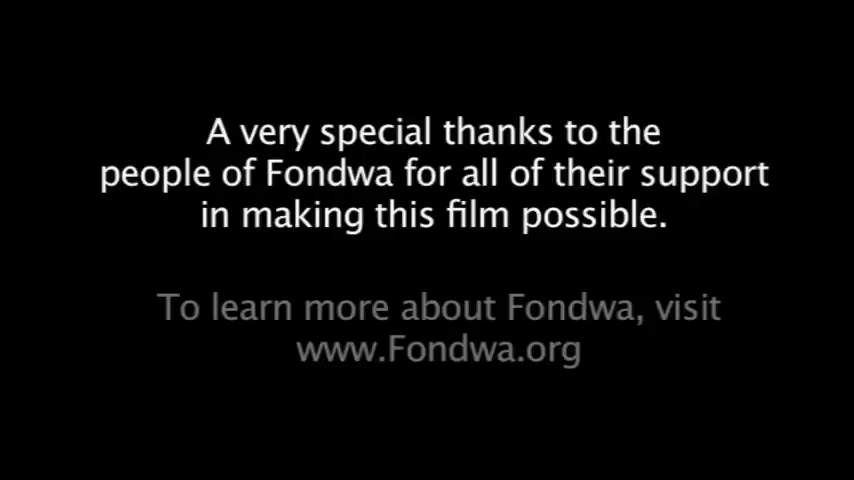 A very special thanks to the
people of Fondwa for all of their support
in making this film possible.
To learn more about Fondwa, visit
www.Fondwa.org